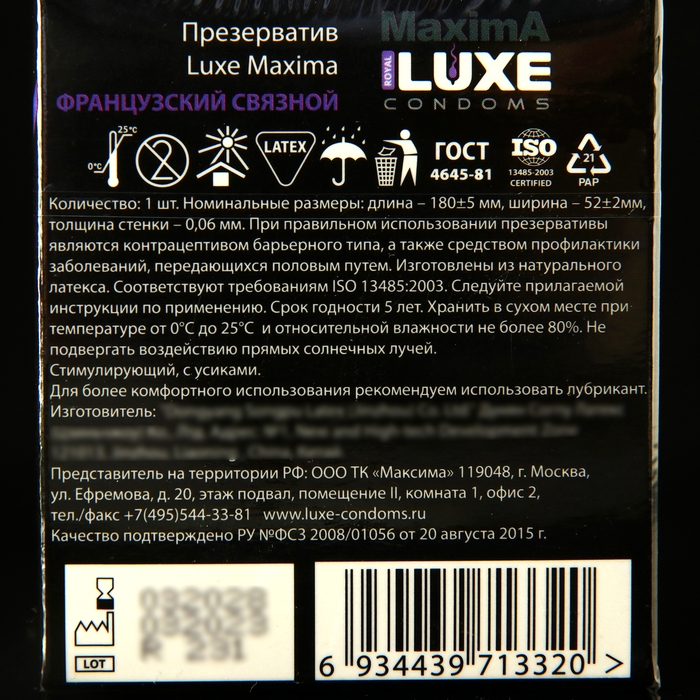 Презерватив
Luxe Maxima
ФРАНЦУЗСКИЙ СВЯЗНОЙ
MaximA
ROYAL
LUXE
CONDOMS
25°C
0°C
2
LATEX
ГОСТ
4645-81
ISO
13485:2003
CERTIFIED
21
PAP
Количество: 1 шт. Номинальные размеры: длина – 180±5 мм, ширина – 52±2мм,
толщина стенки – 0,06 мм. При правильном использовании презервативы
являются контрацептивом барьерного типа, а также средством профилактики
заболеваний, передающихся половым путем. Изготовлены из натурального
латекса. Соответствуют требованиям ISO 13485:2003. Следуйте прилагаемой
инструкции по применению. Срок годности 5 лет. Хранить в сухом месте при
температуре от 0°С до 25°С и относительной влажности не более 80%. Не
подвергать воздействию прямых солнечных лучей.
Стимулирующий, с усиками.
Для более комфортного использования рекомендуем использовать лубрикант.
Изготовитель:
Представитель на территории РФ: ООО ТК «Максима» 119048, г. Москва,
ул. Ефремова, д. 20, этаж подвал, помещение II, комната 1, офис 2,
тел./факс +7(495)544-33-81 www.luxe-condoms.ru
Качество подтверждено РУ №ФСЗ 2008/01056 от 20 августа 2015 г.
LOT
6 934439 713320 >